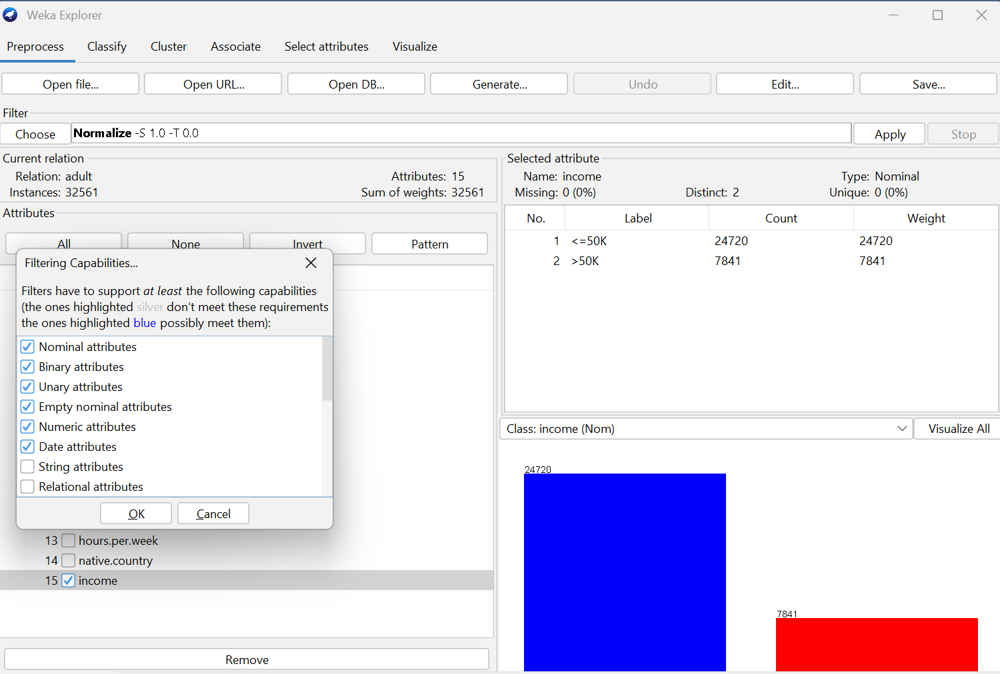 Weka Explorer
Preprocess Classify Cluster Associate Select attributes Visualize
Open file... Open URL... Open DB... Generate... Undo Edit... Save...
Filter
Choose Normalize -S 1.0 -T 0.0 Apply Stop
Current relation
Relation: adult Attributes: 15
Instances: 32561 Sum of weights: 32561
Attributes
All None Invert Pattern
Filtering Capabilities...
Filters have to support at least the following capabilities
(the ones highlighted silver don't meet these requirements
the ones highlighted blue possibly meet them):
Nominal attributes
Binary attributes
Unary attributes
Empty nominal attributes
Numeric attributes
Date attributes
String attributes
Relational attributes
OK Cancel
13 hours.per.week
14 native.country
15 income
Remove
Selected attribute
Name: income Type: Nominal
Missing: 0 (0%) Distinct: 2 Unique: 0 (0%)
No. Label Count Weight
1 <=50K 24720 24720
2 >50K 7841 7841
Class: income (Nom) Visualize All
24720
7841